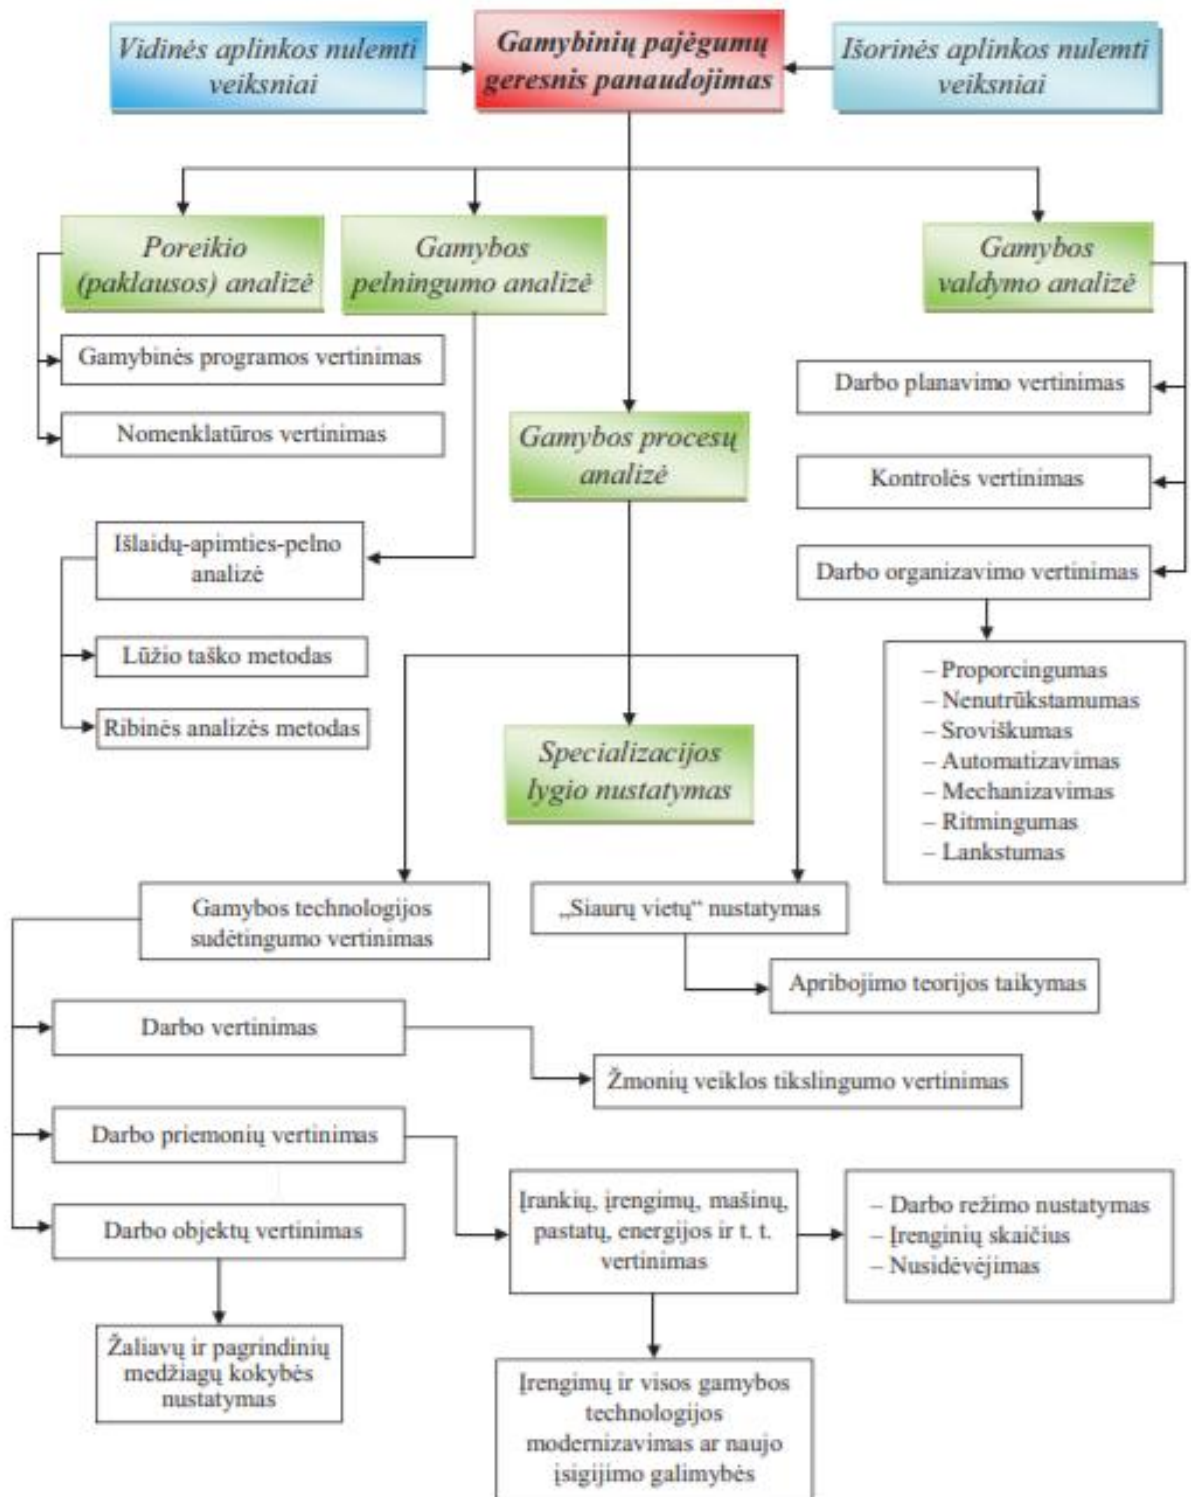 Vidinės aplinkos nulemti
veiksniai
Gamybinių pajėgumų
geresnis panaudojimas
Išorinės aplinkos nulemti
veiksniai
Poreikio
(paklausos) analizė
Gamybos
pelningumo analizė
Gamybos
valdymo analizė
Gamybinės programos vertinimas
Nomenklatūros vertinimas
Gamybos procesų
analizė
Darbo planavimo vertinimas
Kontrolės vertinimas
Darbo organizavimo vertinimas
Išlaidų-apimties-pelno
analizė
Lūžio taško metodas
Ribinės analizės metodas
– Proporcingumas
– Nenutrūkstamumas
– Sroviškumas
– Automatizavimas
– Mechanizavimas
– Ritmingumas
– Lankstumas
Specializacijos
lygio nustatymas
Gamybos technologijos
sudėtingumo vertinimas
„Siaurų vietų“ nustatymas
Apribojimo teorijos taikymas
Darbo vertinimas
Žmonių veiklos tikslingumo vertinimas
Darbo priemonių vertinimas
Darbo objektų vertinimas
Įrankių, įrengimų, mašinų,
pastatų, energijos ir t. t.
vertinimas
– Darbo režimo nustatymas
– Įrenginių skaičius
– Nusidėvėjimas
Žaliavų ir pagrindinių
medžiagų kokybės
nustatymas
Įrengimų ir visos gamybos
technologijos
modernizavimas ar naujo
įsigijimo galimybės